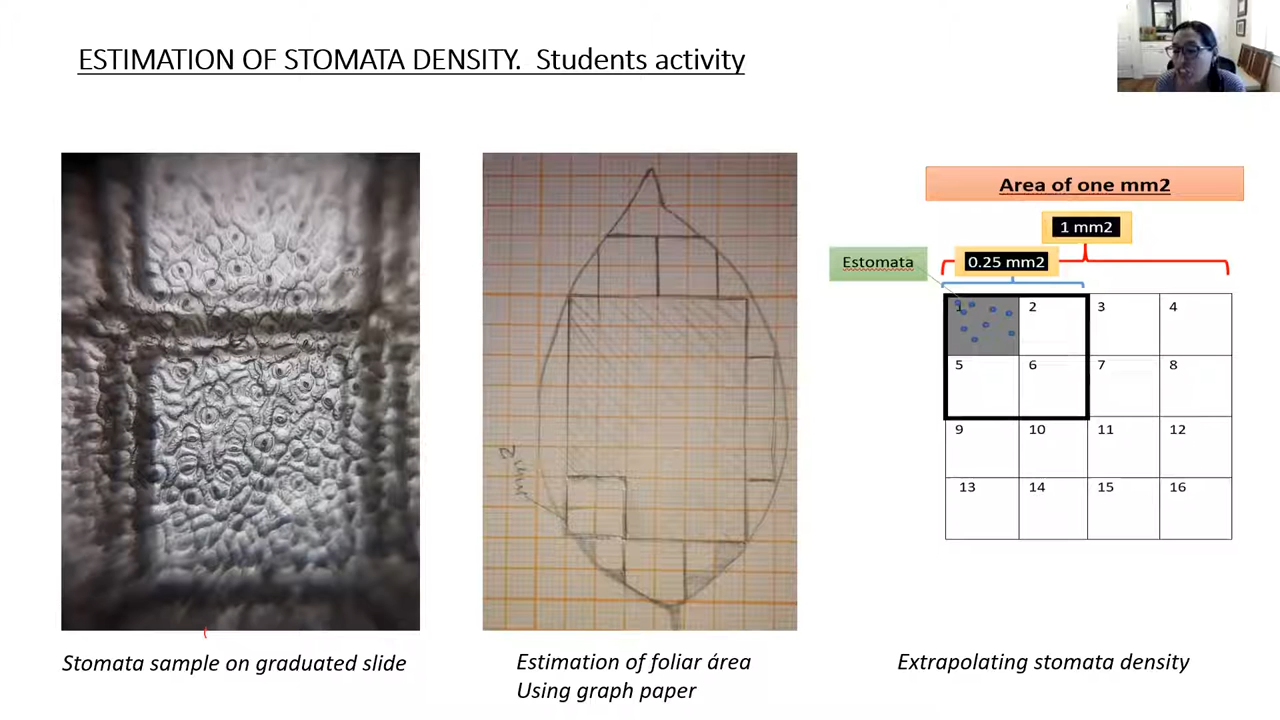 ESTIMATION OF STOMATA DENSITY. Students activity
Area of one mm2
1 mm2
Estomata
0.25 mm2
1 2 3 4
5 6 7 8
9 10 11 12
13 14 15 16
Stomata sample on graduated slide
Estimation of foliar área
Using graph paper
Extrapolating stomata density